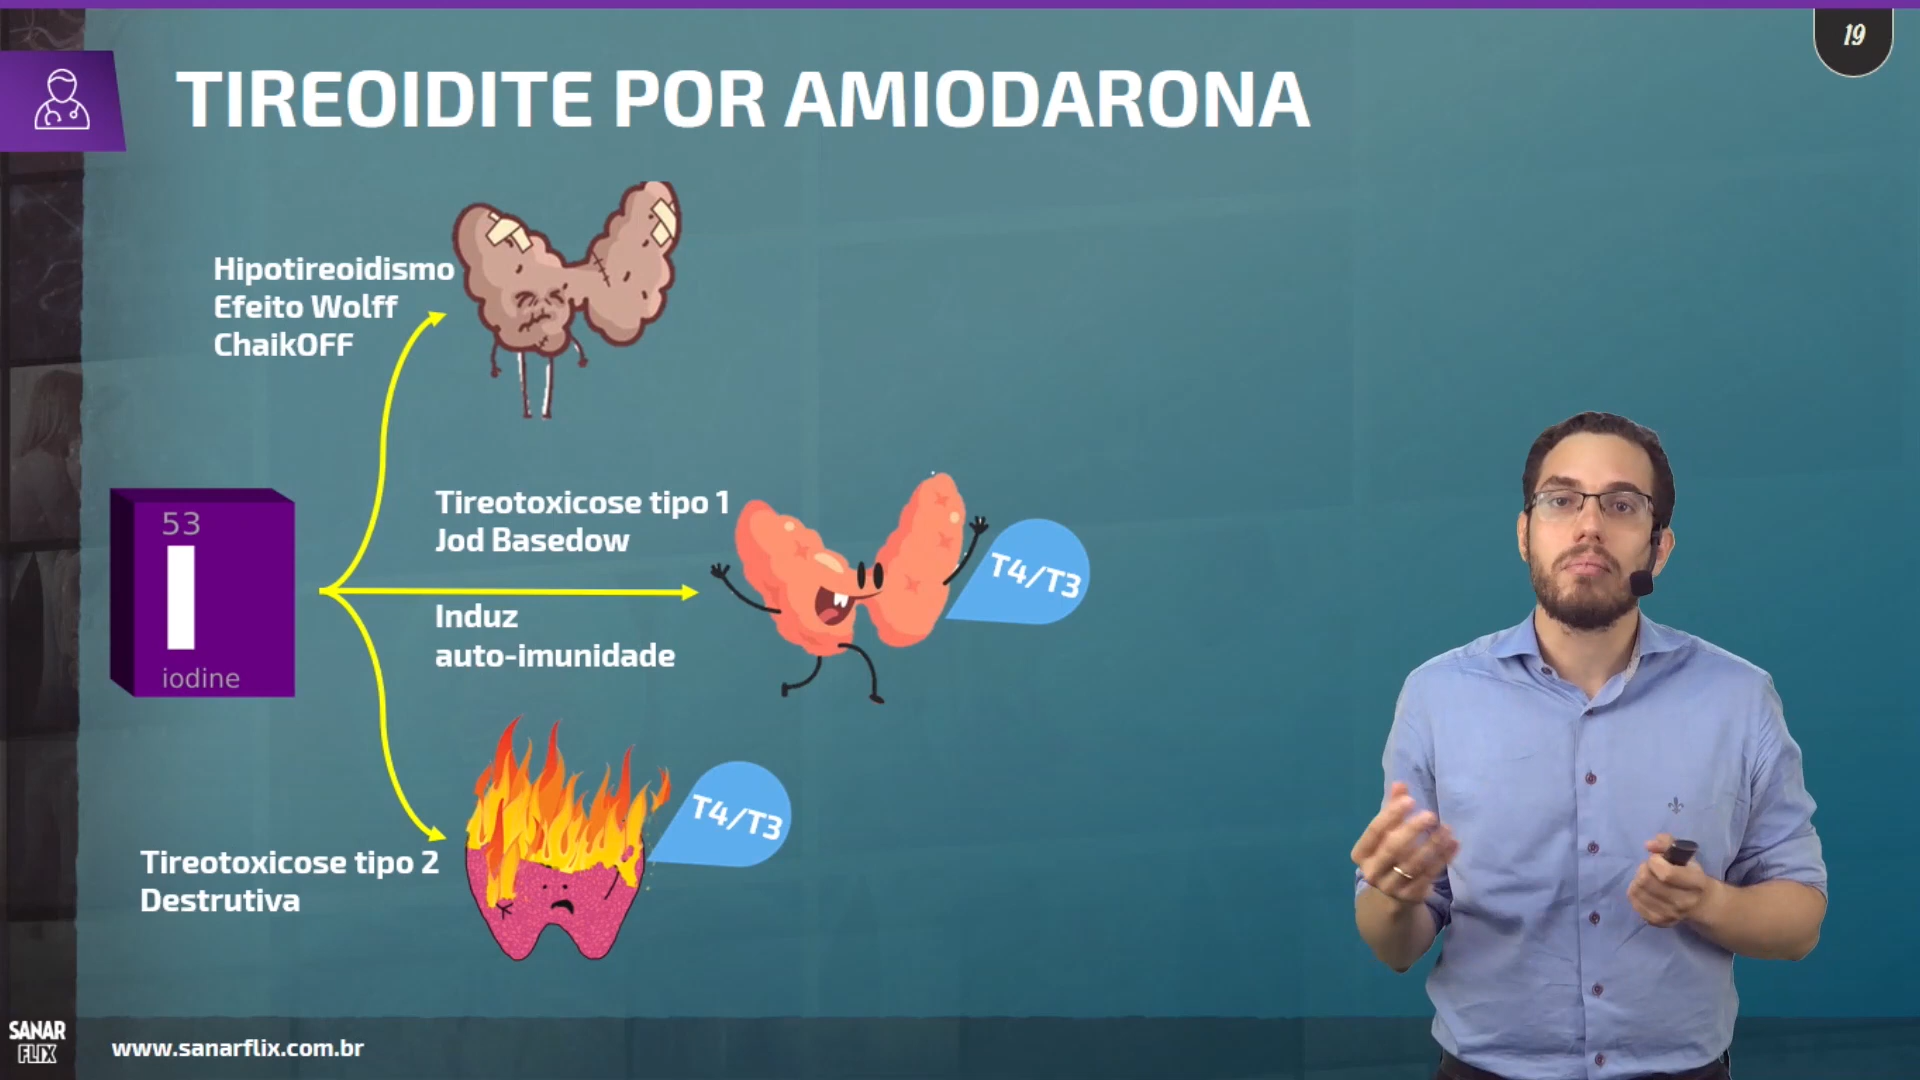 19
TIREOIDITE POR AMIODARONA
Hipotireoidismo
Efeito Wolff
ChaikOFF
53
I
iodine
Tireotoxicose tipo 1
Jod Basedow
Induz
auto-imunidade
T4/T3
T4/T3
Tireotoxicose tipo 2
Destrutiva
SANAR
FLIX
www.sanarflix.com.br